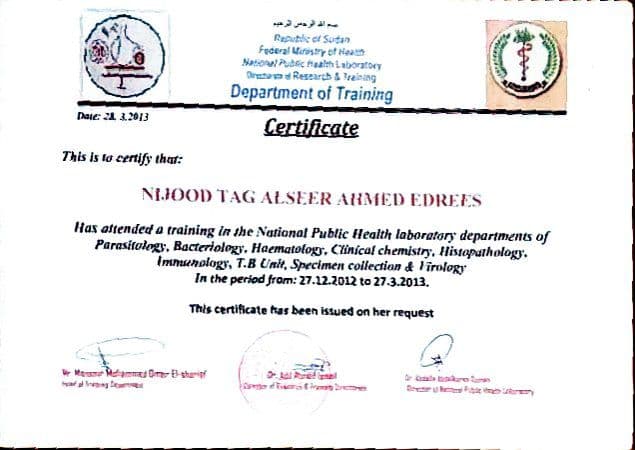 بسم الله الرحمن الرحيم
Republic of Sudan
Federal Ministry of Health
National Public Health Laboratory
Directorate of Research & Training
Department of Training
Date: 28. 3.2013
Certificate
This is to certify that:
NIJOOD TAG ALSEER AHMED EDREES
Has attended a training in the National Public Health laboratory departments of
Parasitology, Bacteriology, Haematology, Clinical chemistry, Histopathology,
Immunology, T.B Unit, Specimen collection & Virology
In the period from: 27.12.2012 to 27.3.2013.
This certificate has been issued on her request
Mr. Mohammed Omer El-sharief
Head of Training Department
Dr.
Director of Research & Training Directorate
Dr.
Director of National Public Health Laboratory